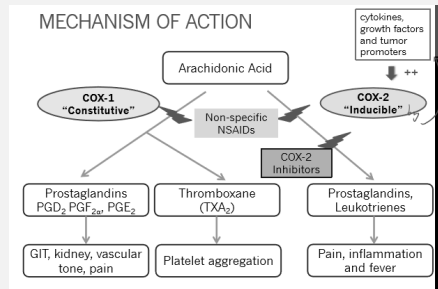 MECHANISM OF ACTION
cytokines,
growth factors
and tumor
promoters
++
Arachidonic Acid
COX-1
"Constitutive"
COX-2
"Inducible"
Non-specific
NSAIDs
COX-2
Inhibitors
Prostaglandins
PGD₂ PGF₂α, PGE₂
Thromboxane
(TXA₂)
Prostaglandins,
Leukotrienes
GIT, kidney, vascular
tone, pain
Platelet aggregation
Pain, inflammation
and fever